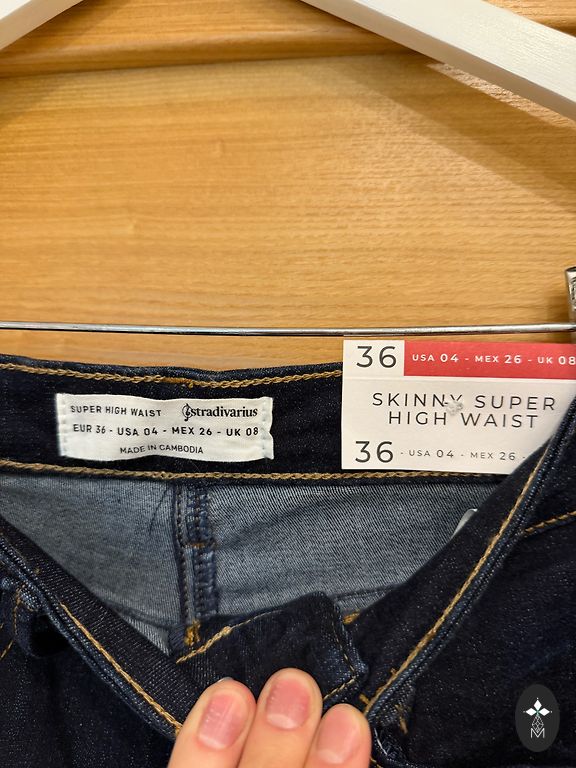 SUPER HIGH WAIST stradivarius
EUR 36 - USA 04 - MEX 26 - UK 08
MADE IN CAMBODIA
36 USA 04 - MEX 26 - UK 08
SKINNY SUPER
HIGH WAIST
36 - USA 04 - MEX 26 -